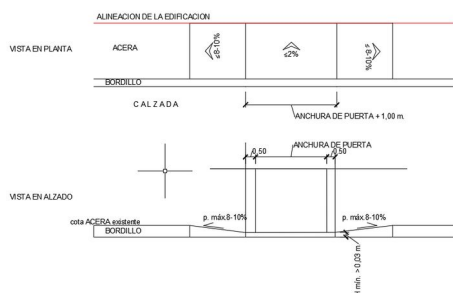 ALINEACION DE LA EDIFICACION
VISTA EN PLANTA
ACERA
≤8-10%
≤2%
≤8-10%
BORDILLO
CALZADA
ANCHURA DE PUERTA + 1,00 m.
ANCHURA DE PUERTA
0,50
0,50
VISTA EN ALZADO
cota ACERA existente
p. máx.8-10%
p. máx.8-10%
BORDILLO
mín. > 0,03 m.